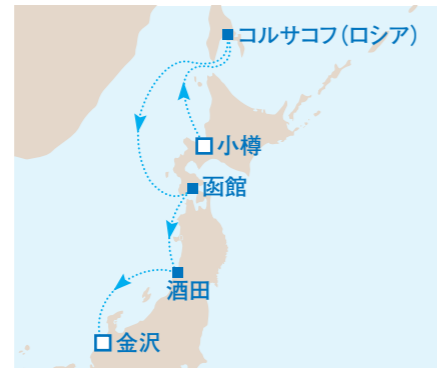 コルサコフ（ロシア）
小樽
函館
酒田
金沢